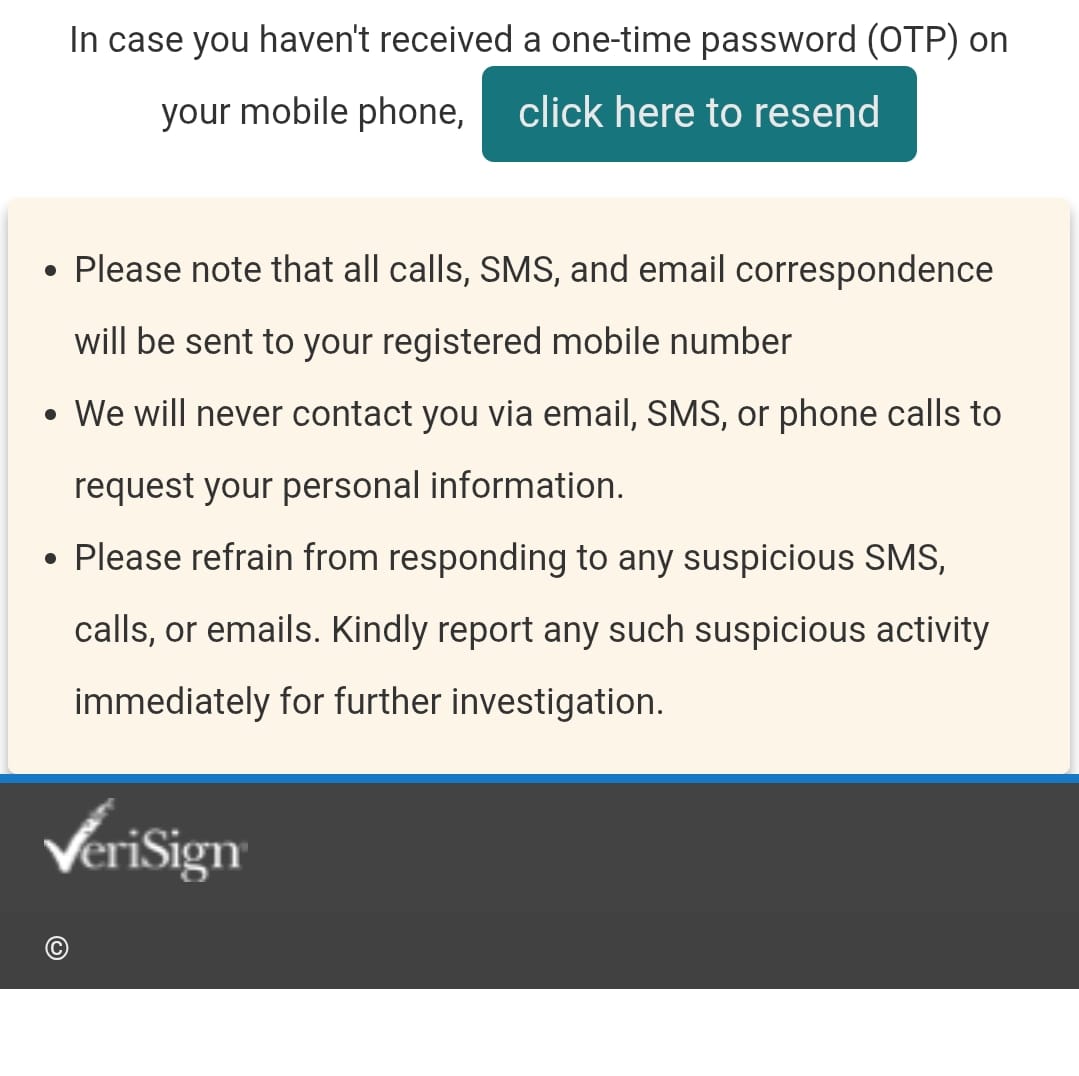 In case you haven't received a one-time password (OTP) on
your mobile phone, click here to resend
• Please note that all calls, SMS, and email correspondence
will be sent to your registered mobile number
• We will never contact you via email, SMS, or phone calls to
request your personal information.
• Please refrain from responding to any suspicious SMS,
calls, or emails. Kindly report any such suspicious activity
immediately for further investigation.
VeriSign
©